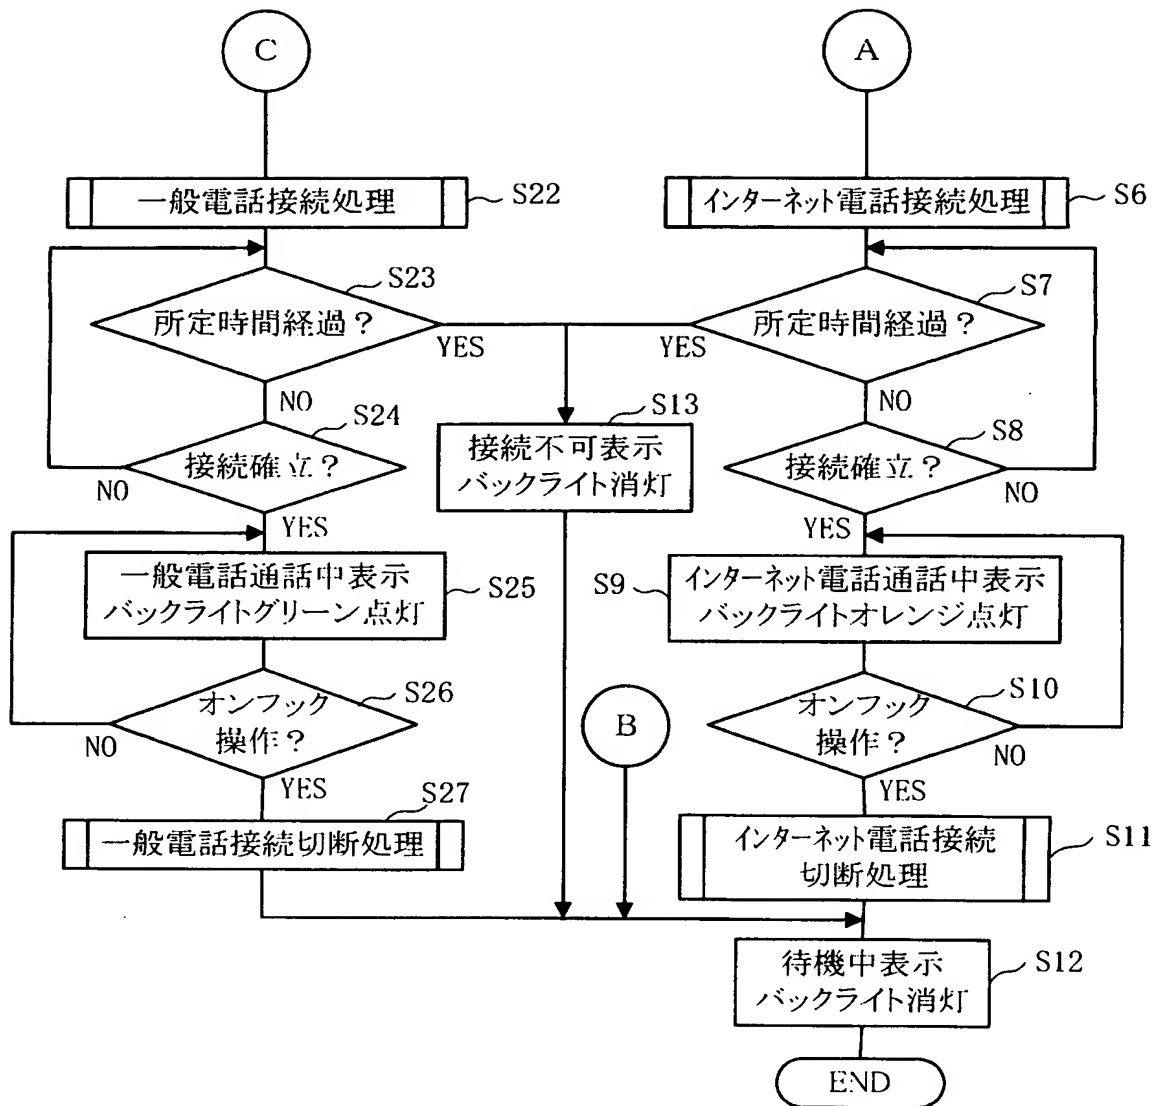 C
A
一般電話接続処理
S22
インターネット電話接続処理
S6
S23
所定時間経過？
YES
NO
S7
所定時間経過？
YES
NO
S24
接続確立？
NO
YES
S13
接続不可表示
バックライト消灯
S8
接続確立？
NO
YES
一般電話通話中表示
バックライトグリーン点灯
S25
S9
インターネット電話通話中表示
バックライトオレンジ点灯
S26
オンフック
操作？
NO
YES
B
S10
オンフック
操作？
NO
YES
S27
一般電話接続切断処理
インターネット電話接続
切断処理
S11
待機中表示
バックライト消灯
S12
END